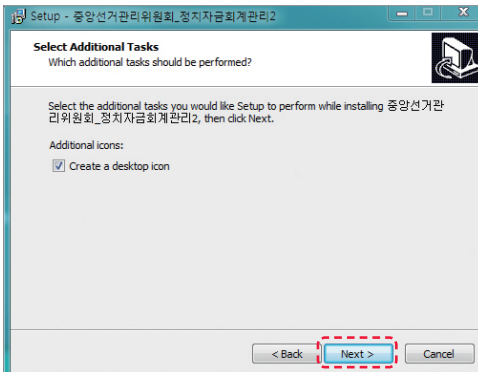 Setup - 중앙선거관리위원회_정치자금회계관리2
Select Additional Tasks
Which additional tasks should be performed?
Select the additional tasks you would like Setup to perform while installing 중앙선거관
리위원회_정치자금회계관리2, then click Next.
Additional icons:
Create a desktop icon
< Back
Next >
Cancel